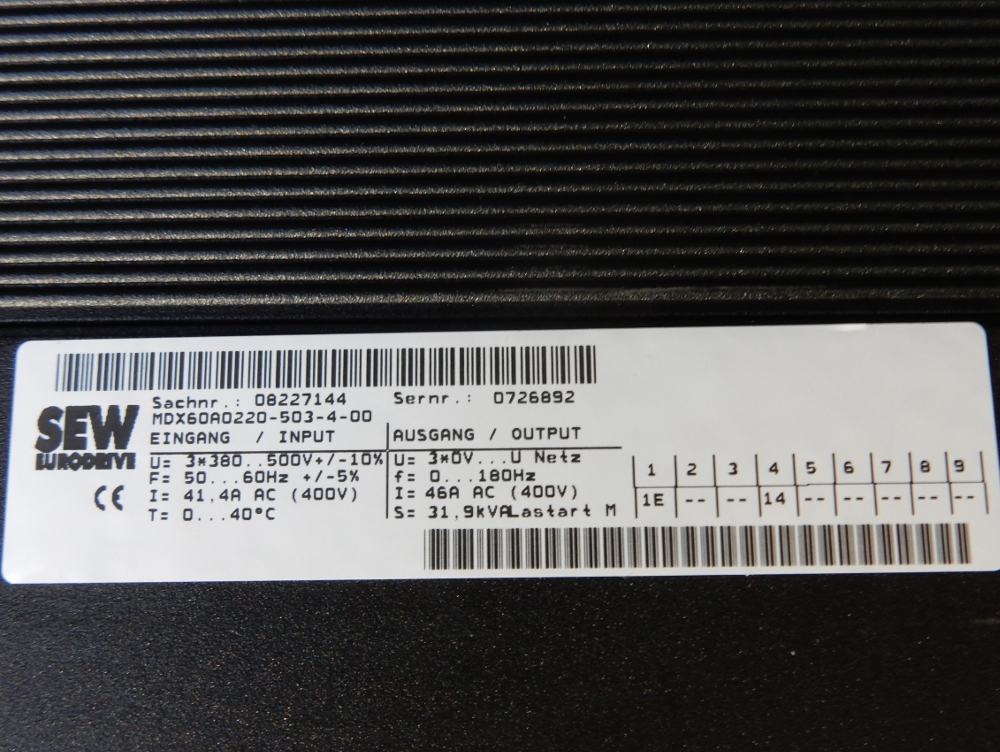 Sachnr.: 08227144 Sernr.: 0726892
MDX60A0220-503-4-00
SEW
EURODRIVE
CE
EINGANG / INPUT
U= 3*380..500V+/-10%
F= 50...60Hz +/-5%
I= 41,4A AC (400V)
T= 0...40°C
AUSGANG / OUTPUT
U= 3*0V...U Netz
f= 0...180Hz
I= 46A AC (400V)
S= 31,9kVALastart M
1 2 3 4 5 6 7 8 9
1E -- -- 14 -- -- -- -- --